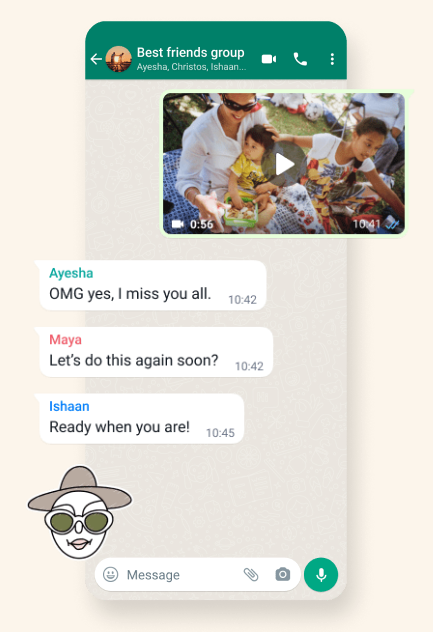 Best friends group
Ayesha, Christos, Ishaan...
0:56
10:41
Ayesha
OMG yes, I miss you all.
10:42
Maya
Let's do this again soon?
10:42
Ishaan
Ready when you are!
10:45
Message